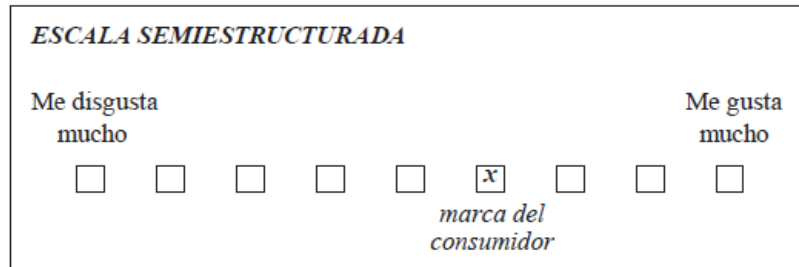 ESCALA SEMIESTRUCTURADA
Me disgusta
mucho
Me gusta
mucho
x
marca del
consumidor